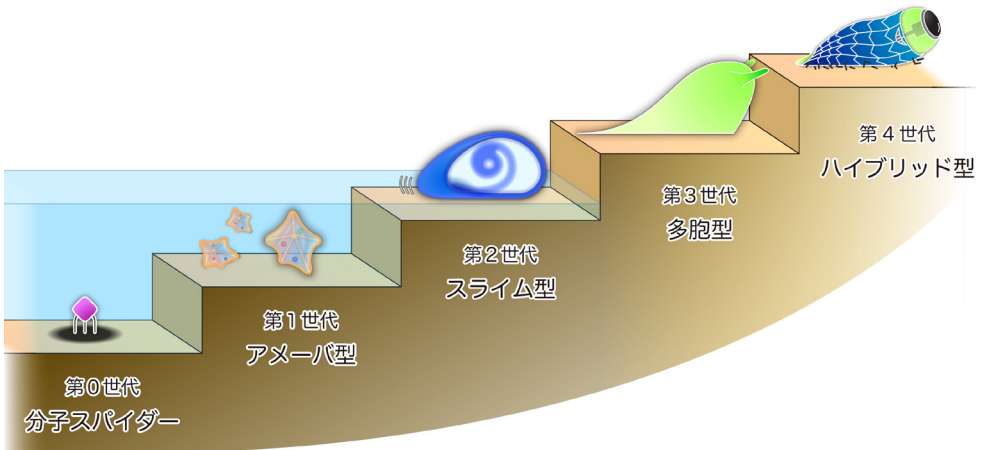 第０世代
分子スパイダー
第１世代
アメーバ型
第２世代
スライム型
第３世代
多胞型
第４世代
ハイブリッド型